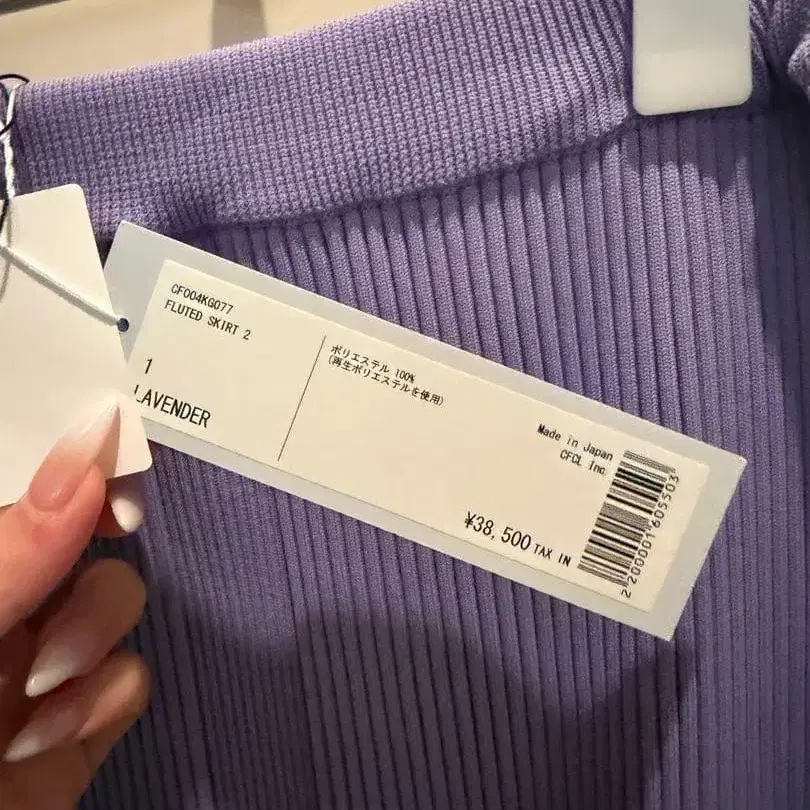 CF004KG077
FLUTED SKIRT 2
1
LAVENDER
ポリエステル 100%
(再生ポリエステルを使用)
Made in Japan
CFCL Inc.
¥38,500 TAX IN
2200001605503